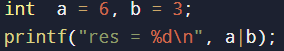 int  a = 6, b = 3;
printf("res = %d\n", a|b);